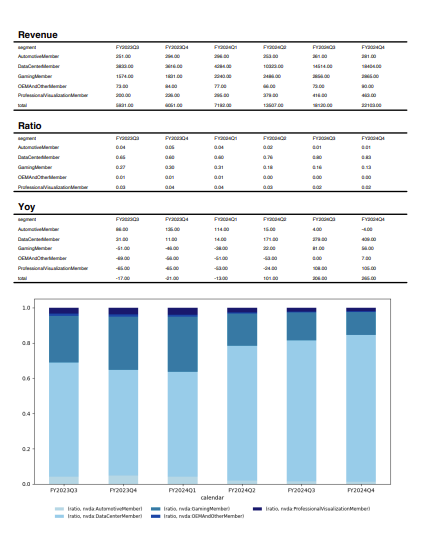 Revenue
segment FY2023Q3 FY2023Q4 FY2024Q1 FY2024Q2 FY2024Q3 FY2024Q4
AutomotiveMember 251.00 294.00 296.00 253.00 261.00 281.00
DataCenterMember 3833.00 3616.00 4284.00 10323.00 14514.00 18404.00
GamingMember 1574.00 1831.00 2240.00 2486.00 2856.00 2865.00
OEMAndOtherMember 73.00 84.00 77.00 66.00 73.00 90.00
ProfessionalVisualizationMember 200.00 226.00 295.00 379.00 416.00 463.00
total 5931.00 6051.00 7192.00 13507.00 18120.00 22103.00
Ratio
segment FY2023Q3 FY2023Q4 FY2024Q1 FY2024Q2 FY2024Q3 FY2024Q4
AutomotiveMember 0.04 0.05 0.04 0.02 0.01 0.01
DataCenterMember 0.65 0.60 0.60 0.76 0.80 0.83
GamingMember 0.27 0.30 0.31 0.18 0.16 0.13
OEMAndOtherMember 0.01 0.01 0.01 0.00 0.00 0.00
ProfessionalVisualizationMember 0.03 0.04 0.04 0.03 0.02 0.02
Yoy
segment FY2023Q3 FY2023Q4 FY2024Q1 FY2024Q2 FY2024Q3 FY2024Q4
AutomotiveMember 86.00 135.00 114.00 15.00 4.00 -4.00
DataCenterMember 31.00 11.00 14.00 171.00 279.00 409.00
GamingMember -51.00 -46.00 -38.00 22.00 81.00 56.00
OEMAndOtherMember -69.00 -56.00 -51.00 -53.00 0.00 7.00
ProfessionalVisualizationMember -65.00 -65.00 -53.00 -24.00 108.00 105.00
total -17.00 -21.00 -13.00 101.00 206.00 265.00
1.0
0.8
0.6
0.4
0.2
0.0
FY2023Q3 FY2023Q4 FY2024Q1 FY2024Q2 FY2024Q3 FY2024Q4
calendar
(ratio, nvda:AutomotiveMember) (ratio, nvda:GamingMember) (ratio, nvda:ProfessionalVisualizationMember)
(ratio, nvda:DataCenterMember) (ratio, nvda:OEMAndOtherMember)